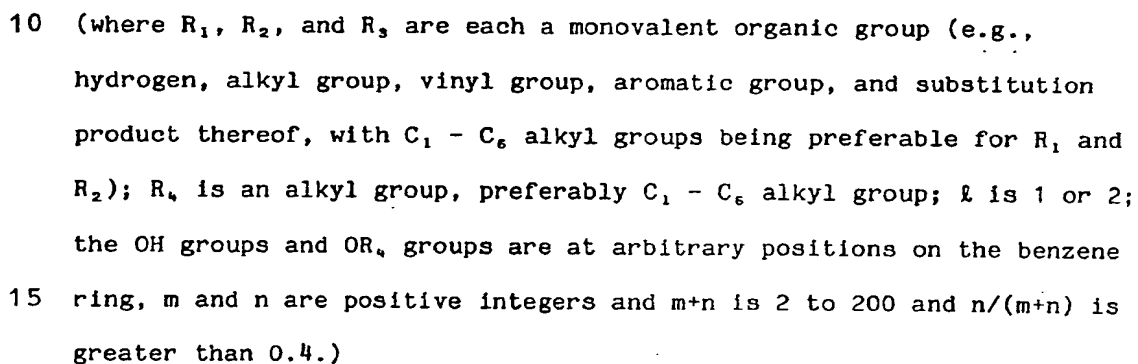 10 (where R₁, R₂, and R₃ are each a monovalent organic group (e.g.,
hydrogen, alkyl group, vinyl group, aromatic group, and substitution
product thereof, with C₁ - C₆ alkyl groups being preferable for R₁ and
R₂); R₄ is an alkyl group, preferably C₁ - C₆ alkyl group; ℓ is 1 or 2;
the OH groups and OR₄ groups are at arbitrary positions on the benzene
15 ring, m and n are positive integers and m+n is 2 to 200 and n/(m+n) is
greater than 0.4.)